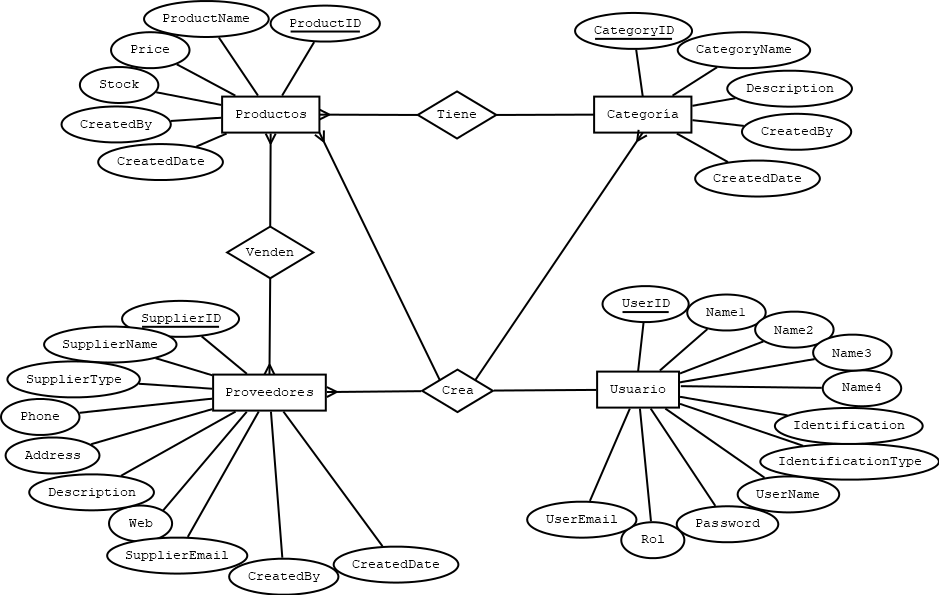 ProductName
ProductID
Price
Stock
CreatedBy
CreatedDate
Productos
Tiene
CategoryID
CategoryName
Description
CreatedBy
CreatedDate
Categoría
Venden
SupplierID
SupplierName
SupplierType
Phone
Address
Description
Web
SupplierEmail
CreatedBy
CreatedDate
Proveedores
Crea
UserID
Name1
Name2
Name3
Name4
Identification
IdentificationType
UserName
Password
Rol
UserEmail
Usuario